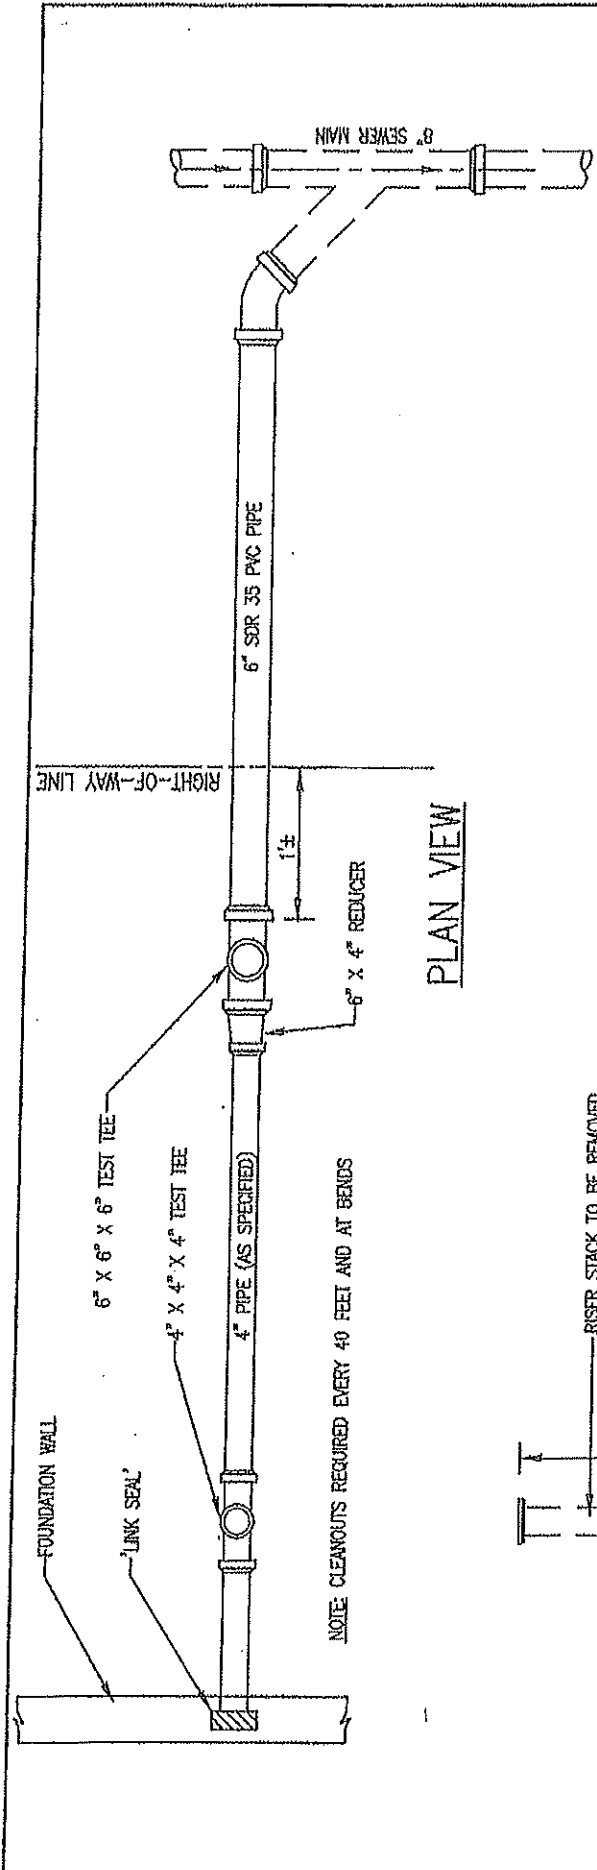 FOUNDATION WALL
'LINK SEAL'
6" X 6" X 6" TEST TEE
4" X 4" X 4" TEST TEE
4" PIPE (AS SPECIFIED)
6" X 4" REDUCER
1'±
RIGHT-OF-WAY LINE
6" SDR 35 PVC PIPE
8" SEWER MAIN
NOTE: CLEANOUTS REQUIRED EVERY 40 FEET AND AT BENDS
PLAN VIEW
RISER STACK TO BE REMOVED